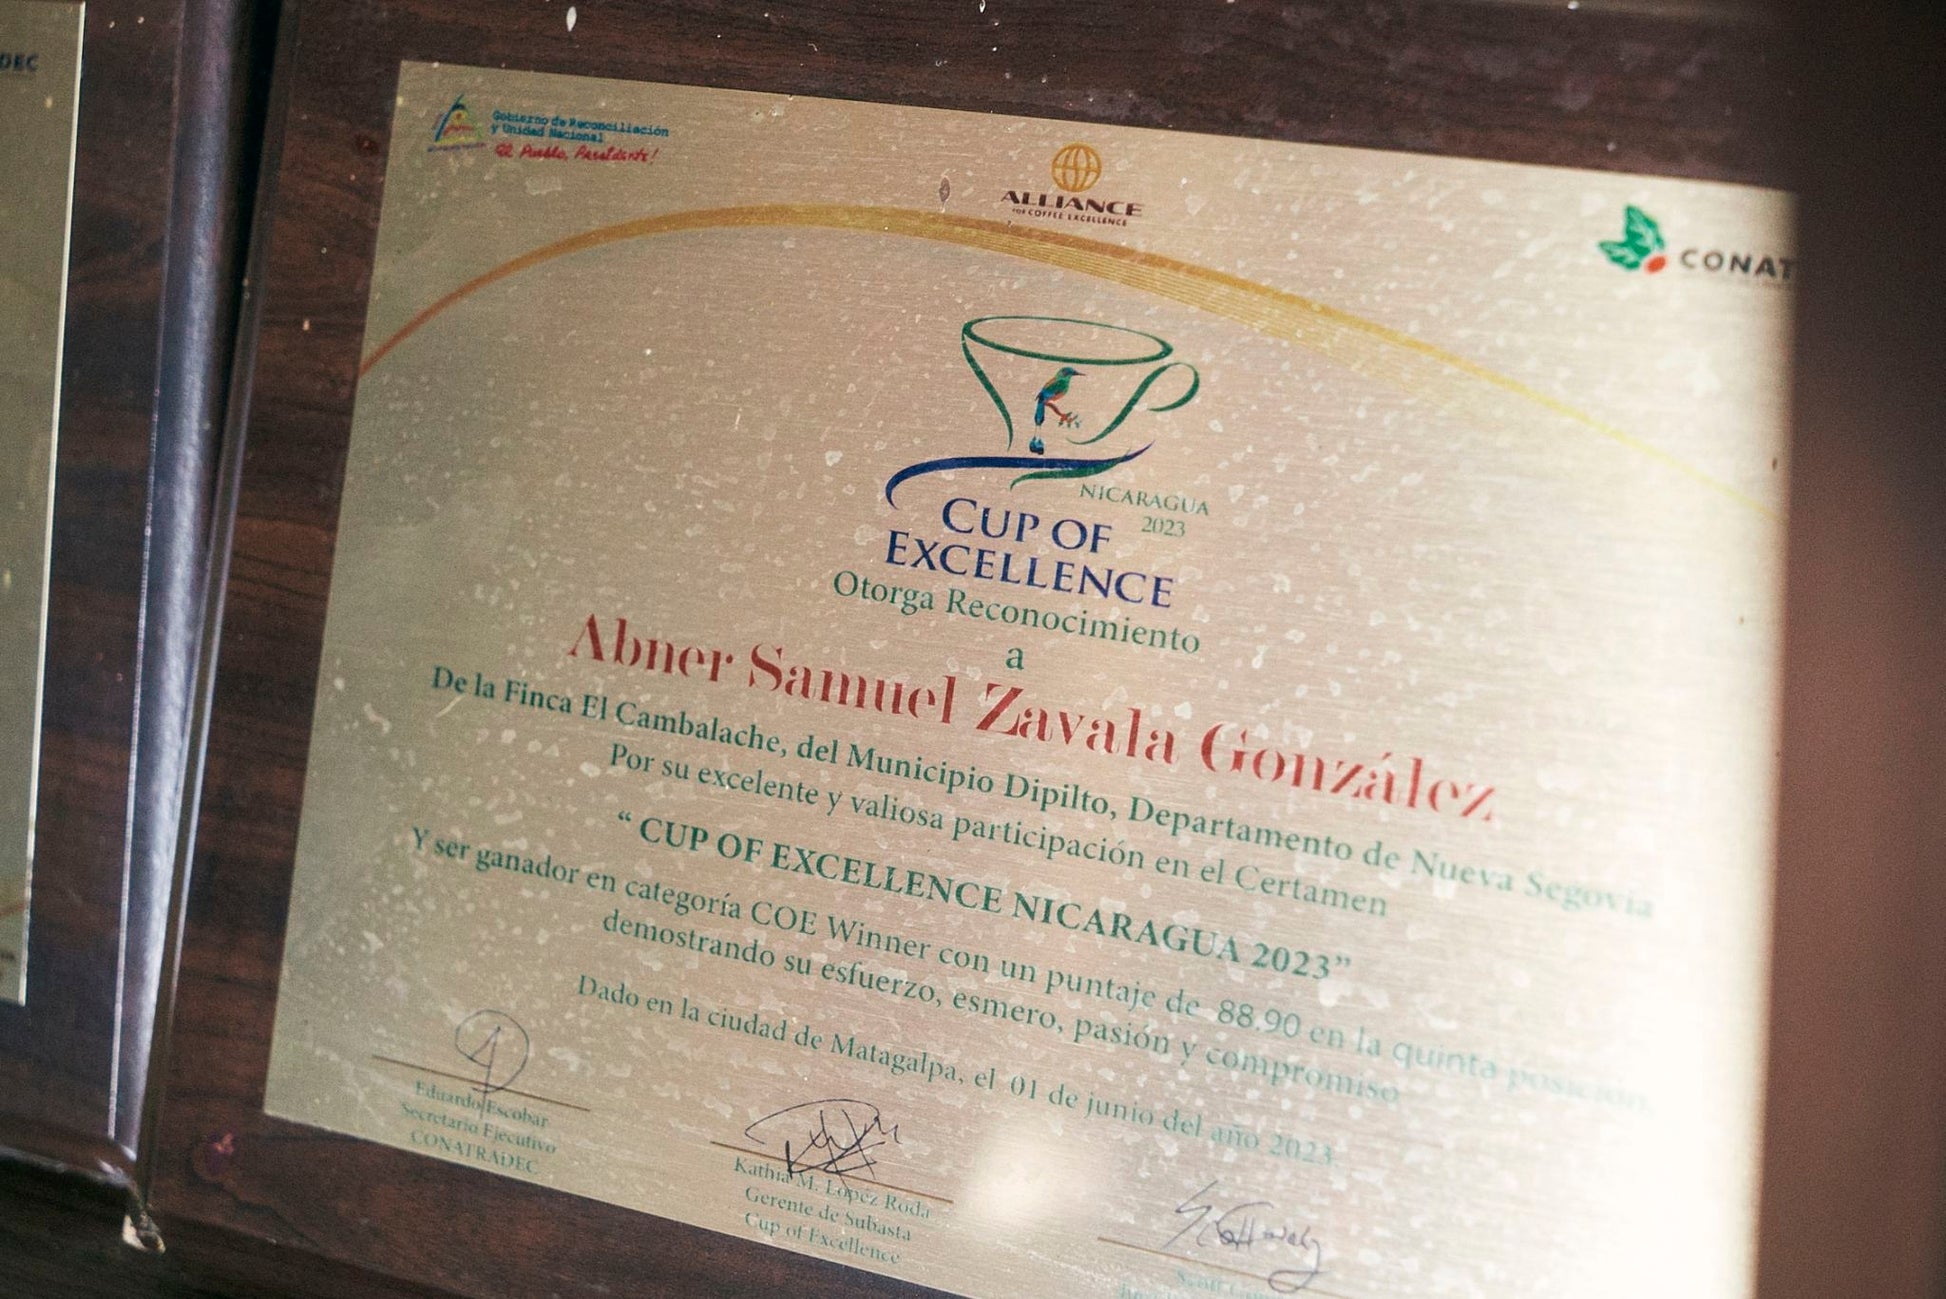 DEC
Gobierno de Reconciliación
y Unidad Nacional
El Pueblo, Presidente!
ALLIANCE
FOR COFFEE EXCELLENCE
CONAT
NICARAGUA
2023
CUP OF
EXCELLENCE
Otorga Reconocimiento
a
Abner Samuel Zavala González
De la Finca El Cambalache, del Municipio Dipilto, Departamento de Nueva Segovia
Por su excelente y valiosa participación en el Certamen
“ CUP OF EXCELLENCE NICARAGUA 2023”
Y ser ganador en categoría COE Winner con un puntaje de 88.90 en la quinta posición,
demostrando su esfuerzo, esmero, pasión y compromiso
Dado en la ciudad de Matagalpa, el 01 de junio del año 2023.
Eduardo Escobar
Secretario Ejecutivo
CONATRADEC
Kathia M. López Roda
Gerente de Subasta
Cup of Excellence